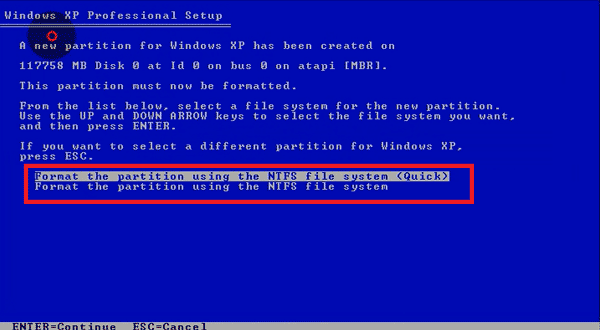 Windows XP Professional Setup
A new partition for Windows XP has been created on
117758 MB Disk 0 at Id 0 on bus 0 on atapi [MBR].
This partition must now be formatted.
From the list below, select a file system for the new partition.
Use the UP and DOWN ARROW keys to select the file system you want,
and then press ENTER.
If you want to select a different partition for Windows XP,
press ESC.
Format the partition using the NTFS file system (Quick)
Format the partition using the NTFS file system
ENTER=Continue  ESC=Cancel